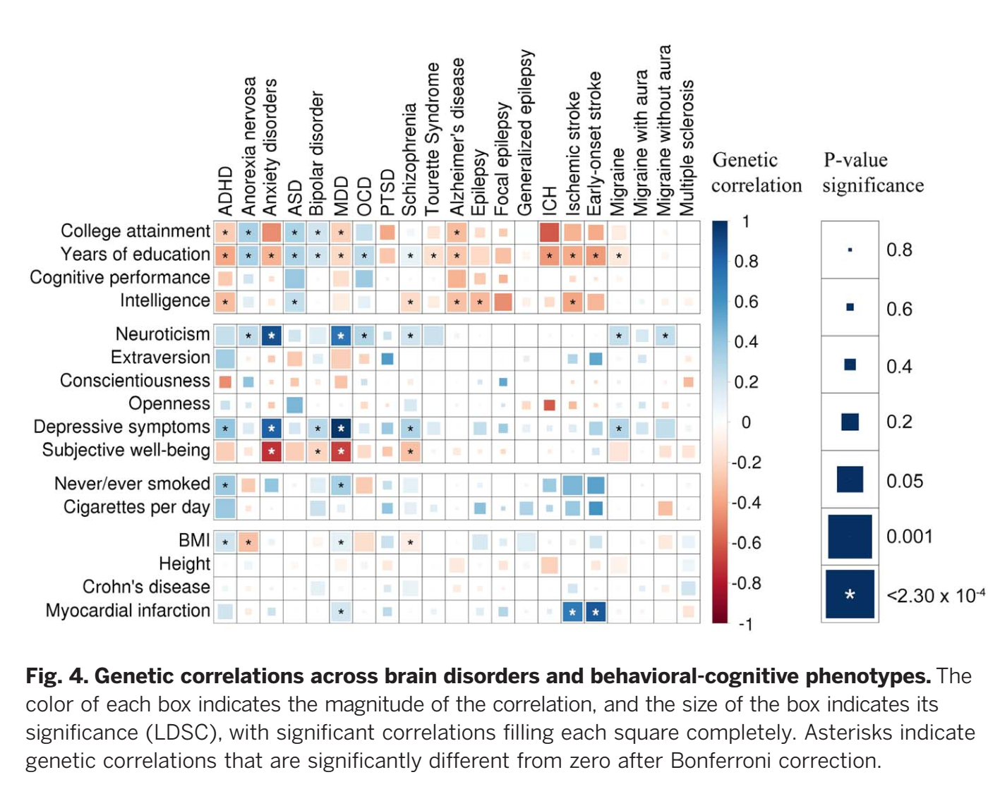 ADHD
Anorexia nervosa
Anxiety disorders
ASD
Bipolar disorder
MDD
OCD
PTSD
Schizophrenia
Tourette Syndrome
Alzheimer's disease
Epilepsy
Focal epilepsy
Generalized epilepsy
ICH
Ischemic stroke
Early-onset stroke
Migraine
Migraine with aura
Migraine without aura
Multiple sclerosis
College attainment * * * * * *
Years of education * * * * * * * * * * * * * *
Cognitive performance
Intelligence * * * * * *
Neuroticism * * * * * * *
Extraversion
Conscientiousness
Openness
Depressive symptoms * * * * * *
Subjective well-being * * * *
Never/ever smoked * *
Cigarettes per day
BMI * * * *
Height
Crohn's disease
Myocardial infarction * * *
Genetic
correlation
1
0.8
0.6
0.4
0.2
0
-0.2
-0.4
-0.6
-0.8
-1
P-value
significance
0.8
0.6
0.4
0.2
0.05
0.001
* <2.30 x 10⁻⁴
Fig. 4. Genetic correlations across brain disorders and behavioral-cognitive phenotypes. The
color of each box indicates the magnitude of the correlation, and the size of the box indicates its
significance (LDSC), with significant correlations filling each square completely. Asterisks indicate
genetic correlations that are significantly different from zero after Bonferroni correction.